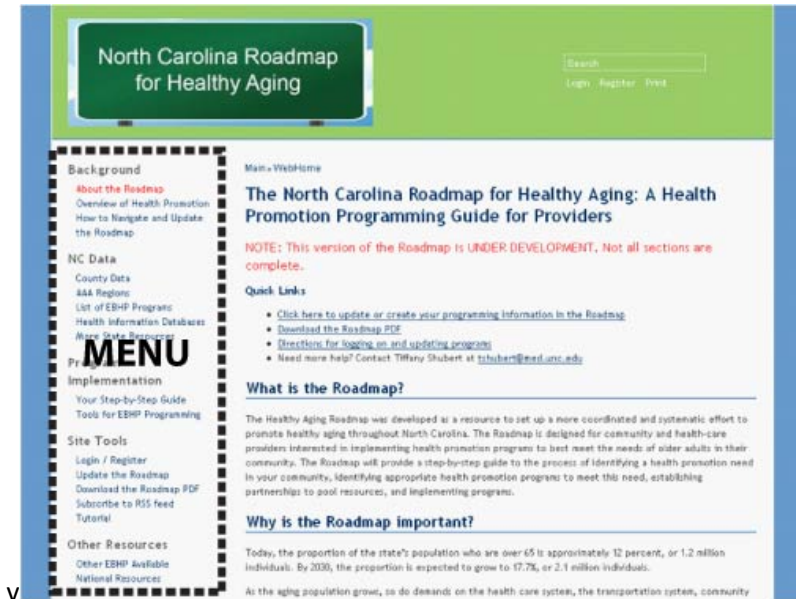 North Carolina Roadmap
for Healthy Aging
Search
Login Register Print
Background
About the Roadmap
Overview of Health Promotion
How to Navigate and Update
the Roadmap
NC Data
County Data
AAA Regions
List of EBHP Programs
Health Information Databases
More State Resources
MENU
Implementation
Your Step-by-Step Guide
Tools for EBHP Programming
Site Tools
Login / Register
Update the Roadmap
Download the Roadmap PDF
Subscribe to RSS feed
Tutorial
Other Resources
Other EBHP Available
National Resources
Main » WebHome
The North Carolina Roadmap for Healthy Aging: A Health
Promotion Programming Guide for Providers
NOTE: This version of the Roadmap is UNDER DEVELOPMENT. Not all sections are
complete.
Quick Links
Click here to update or create your programming information in the Roadmap
Download the Roadmap PDF
Directions for logging on and updating programs
Need more help? Contact Tiffany Shubert at tshubert@med.unc.edu
What is the Roadmap?
The Healthy Aging Roadmap was developed as a resource to set up a more coordinated and systematic effort to
promote healthy aging throughout North Carolina. The Roadmap is designed for community and health-care
providers interested in implementing health promotion programs to best meet the needs of older adults in their
community. The Roadmap will provide a step-by-step guide to the process of identifying a health promotion need
in your community, identifying appropriate health promotion programs to meet this need, establishing
partnerships to pool resources, and implementing programs.
Why is the Roadmap important?
Today, the proportion of the state's population who are over 65 is approximately 12 percent, or 1.2 million
individuals. By 2030, the proportion is expected to grow to 17.7%, or 2.1 million individuals.
As the aging population grows, so do demands on the health care system, the transportation system, community
v